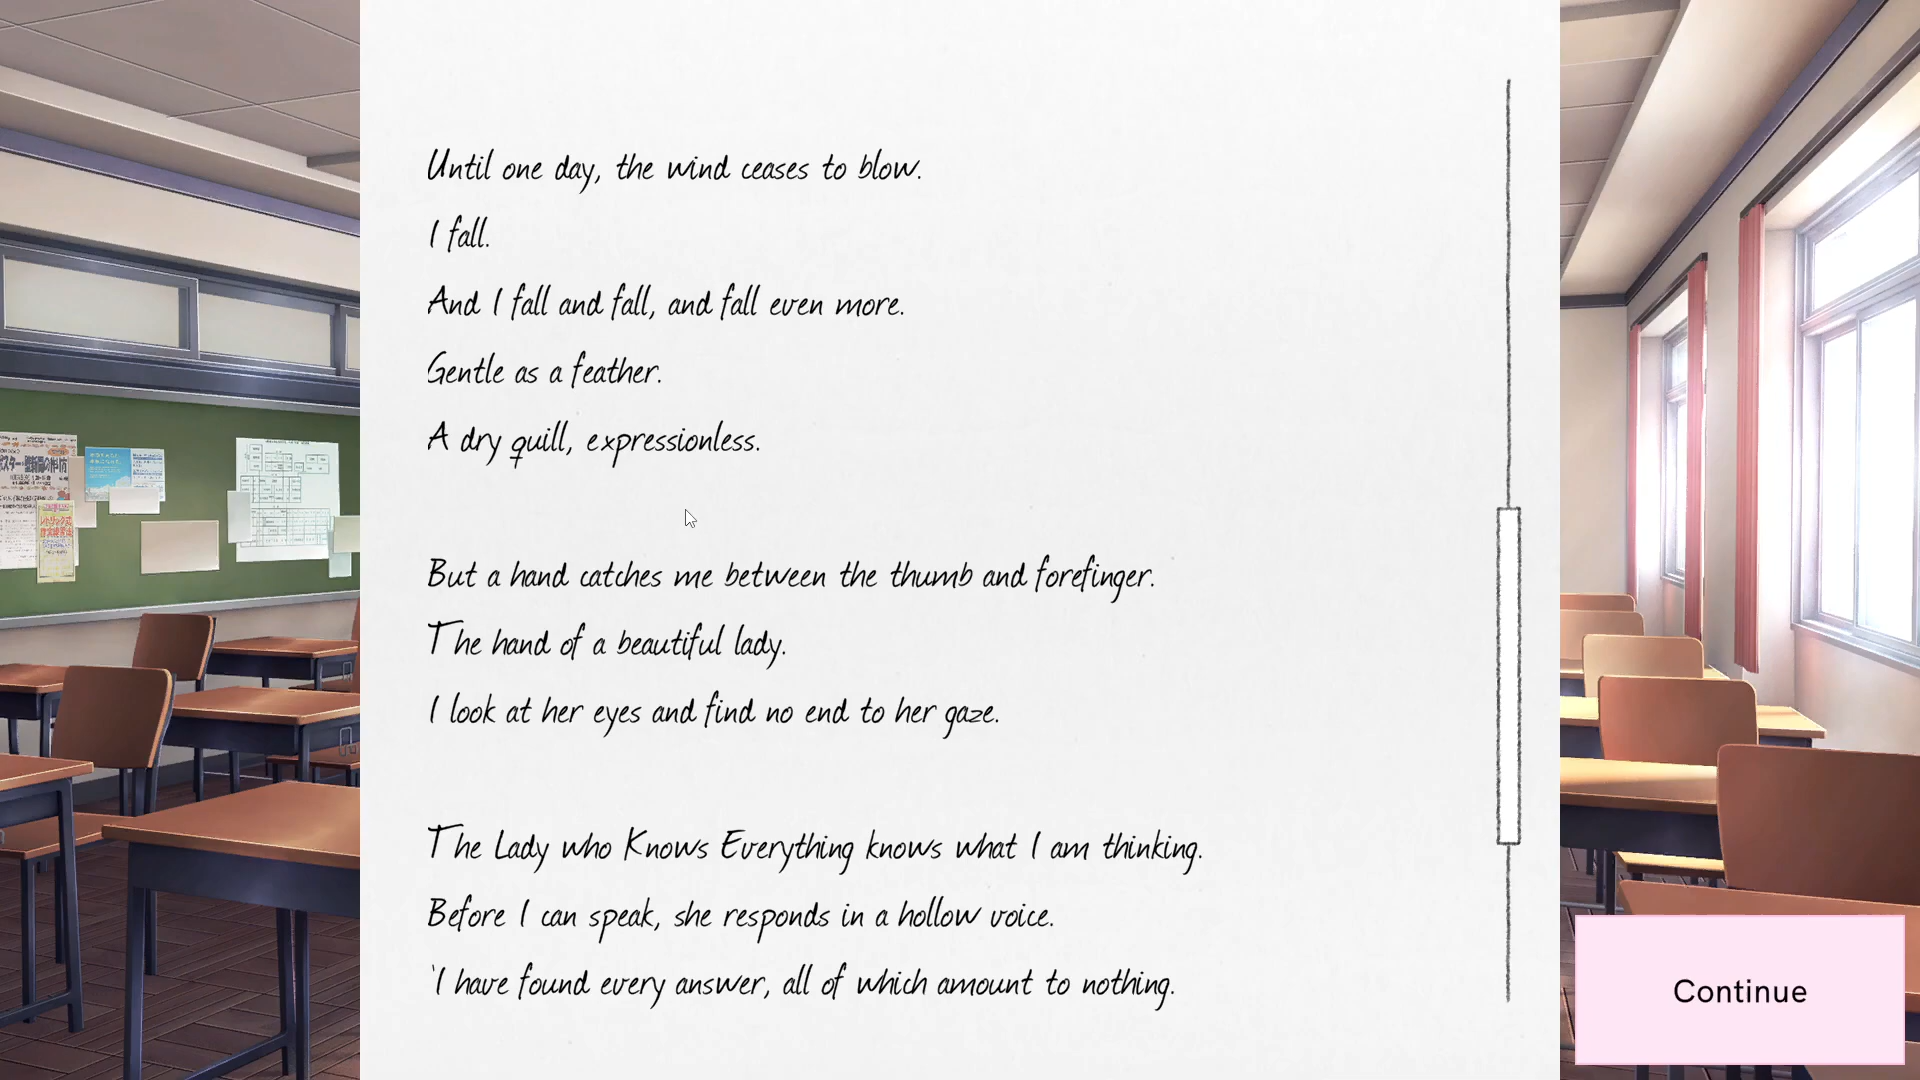 Until one day, the wind ceases to blow.
I fall.
And I fall and fall, and fall even more.
Gentle as a feather.
A dry quill, expressionless.
But a hand catches me between the thumb and forefinger.
The hand of a beautiful lady.
I look at her eyes and find no end to her gaze.
The Lady who Knows Everything knows what I am thinking.
Before I can speak, she responds in a hollow voice.
'I have found every answer, all of which amount to nothing.
Continue